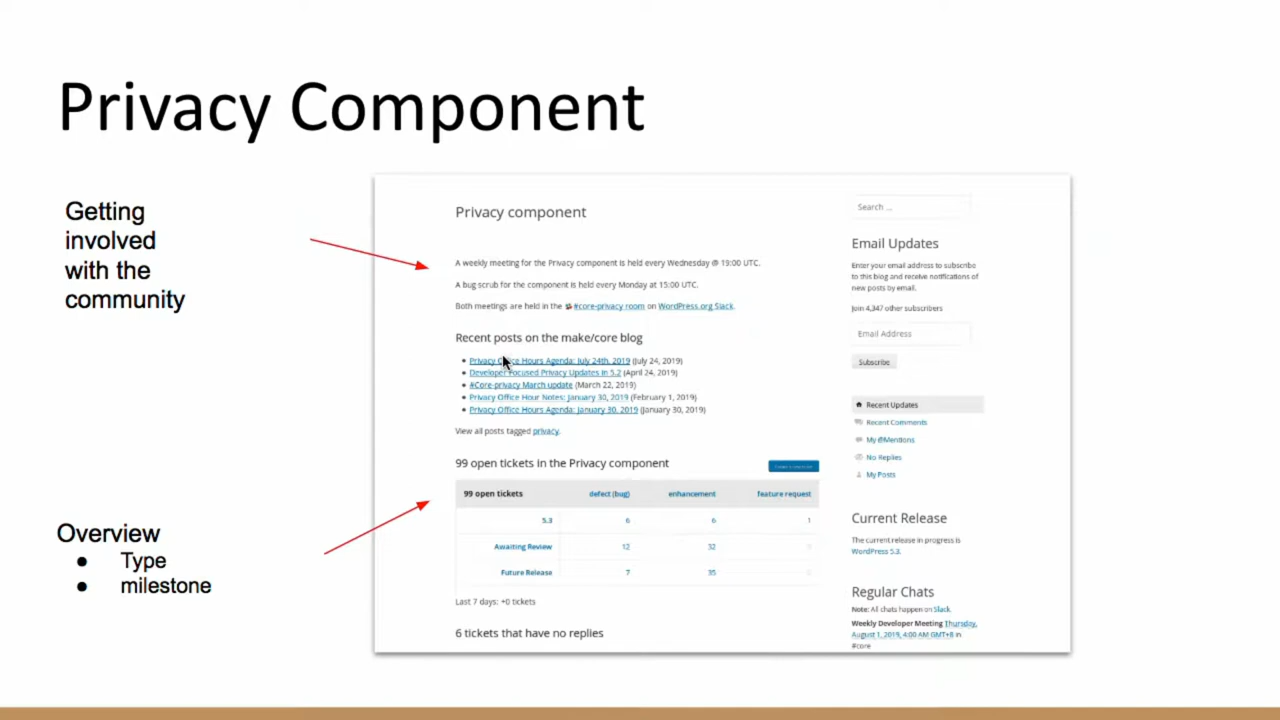 Privacy Component
Getting
involved
with the
community
Overview
● Type
● milestone
Privacy component
A weekly meeting for the Privacy component is held every Wednesday @ 19:00 UTC.
A bug scrub for the component is held every Monday at 15:00 UTC.
Both meetings are held in the #core-privacy room on WordPress.org Slack.
Recent posts on the make/core blog
Privacy Office Hours Agenda: July 24th, 2019 (July 24, 2019)
Developer Focused Privacy Updates in 5.2 (April 24, 2019)
#Core-privacy March update (March 22, 2019)
Privacy Office Hour Notes: January 30, 2019 (February 1, 2019)
Privacy Office Hours Agenda: January 30, 2019 (January 30, 2019)
View all posts tagged privacy.
99 open tickets in the Privacy component
99 open tickets defect (bug) enhancement feature request
5.3 6 6 1
Awaiting Review 12 32
Future Release 7 35
Last 7 days: +0 tickets
6 tickets that have no replies
Search ...
Email Updates
Enter your email address to subscribe
to this blog and receive notifications of
new posts by email.
Join 4,347 other subscribers
Email Address
Subscribe
Recent Updates
Recent Comments
My @Mentions
No Replies
My Posts
Current Release
The current release in progress is
WordPress 5.3.
Regular Chats
Note: All chats happen on Slack.
Weekly Developer Meeting Thursday,
August 1, 2019, 4:00 AM GMT+8 in
#core